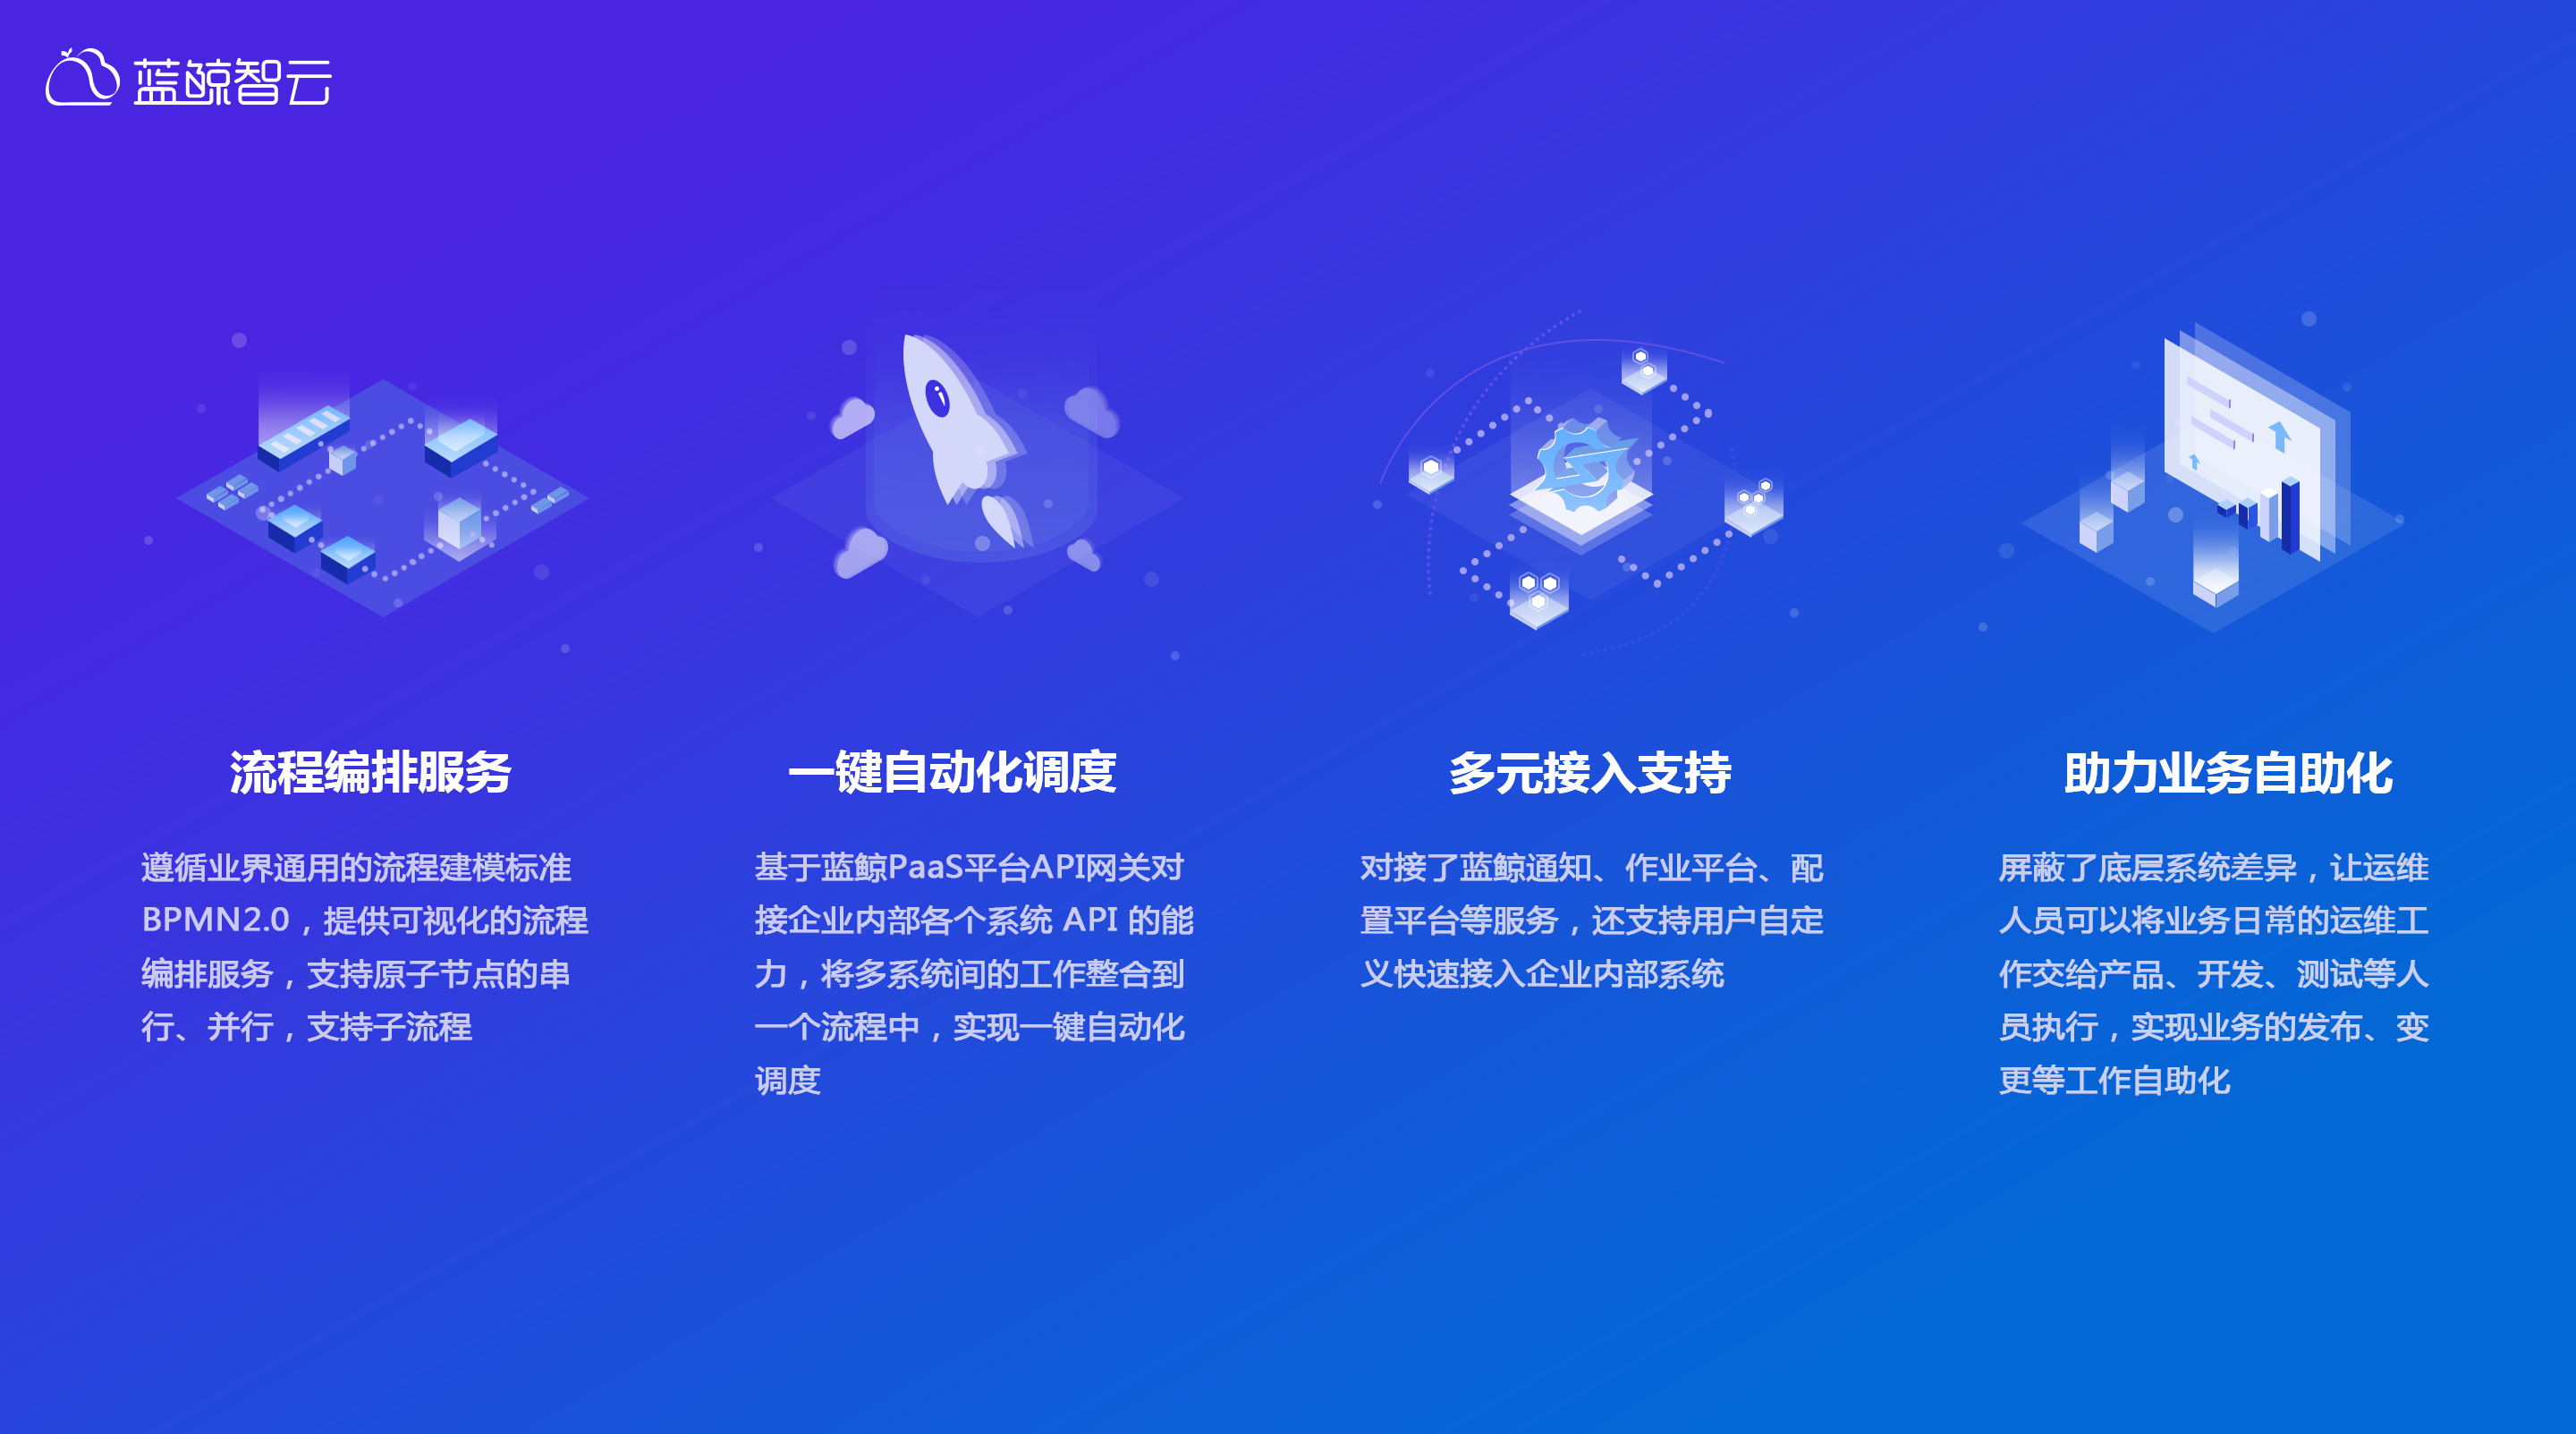 蓝鲸智云
流程编排服务
遵循业界通用的流程建模标准
BPMN2.0，提供可视化的流程
编排服务，支持原子节点的串
行、并行，支持子流程
一键自动化调度
基于蓝鲸PaaS平台API网关对
接企业内部各个系统 API 的能
力，将多系统间的工作整合到
一个流程中，实现一键自动化
调度
多元接入支持
对接了蓝鲸通知、作业平台、配
置平台等服务，还支持用户自定
义快速接入企业内部系统
助力业务自助化
屏蔽了底层系统差异，让运维
人员可以将业务日常的运维工
作交给产品、开发、测试等人
员执行，实现业务的发布、变
更等工作自助化